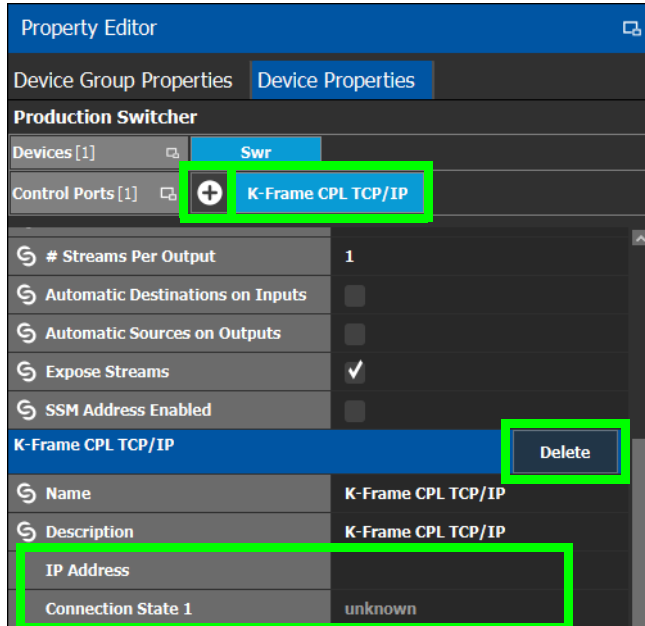 Property Editor
Device Group Properties Device Properties
Production Switcher
Devices [1] Swr
Control Ports [1] K-Frame CPL TCP/IP
# Streams Per Output 1
Automatic Destinations on Inputs
Automatic Sources on Outputs
Expose Streams
SSM Address Enabled
K-Frame CPL TCP/IP Delete
Name K-Frame CPL TCP/IP
Description K-Frame CPL TCP/IP
IP Address
Connection State 1 unknown